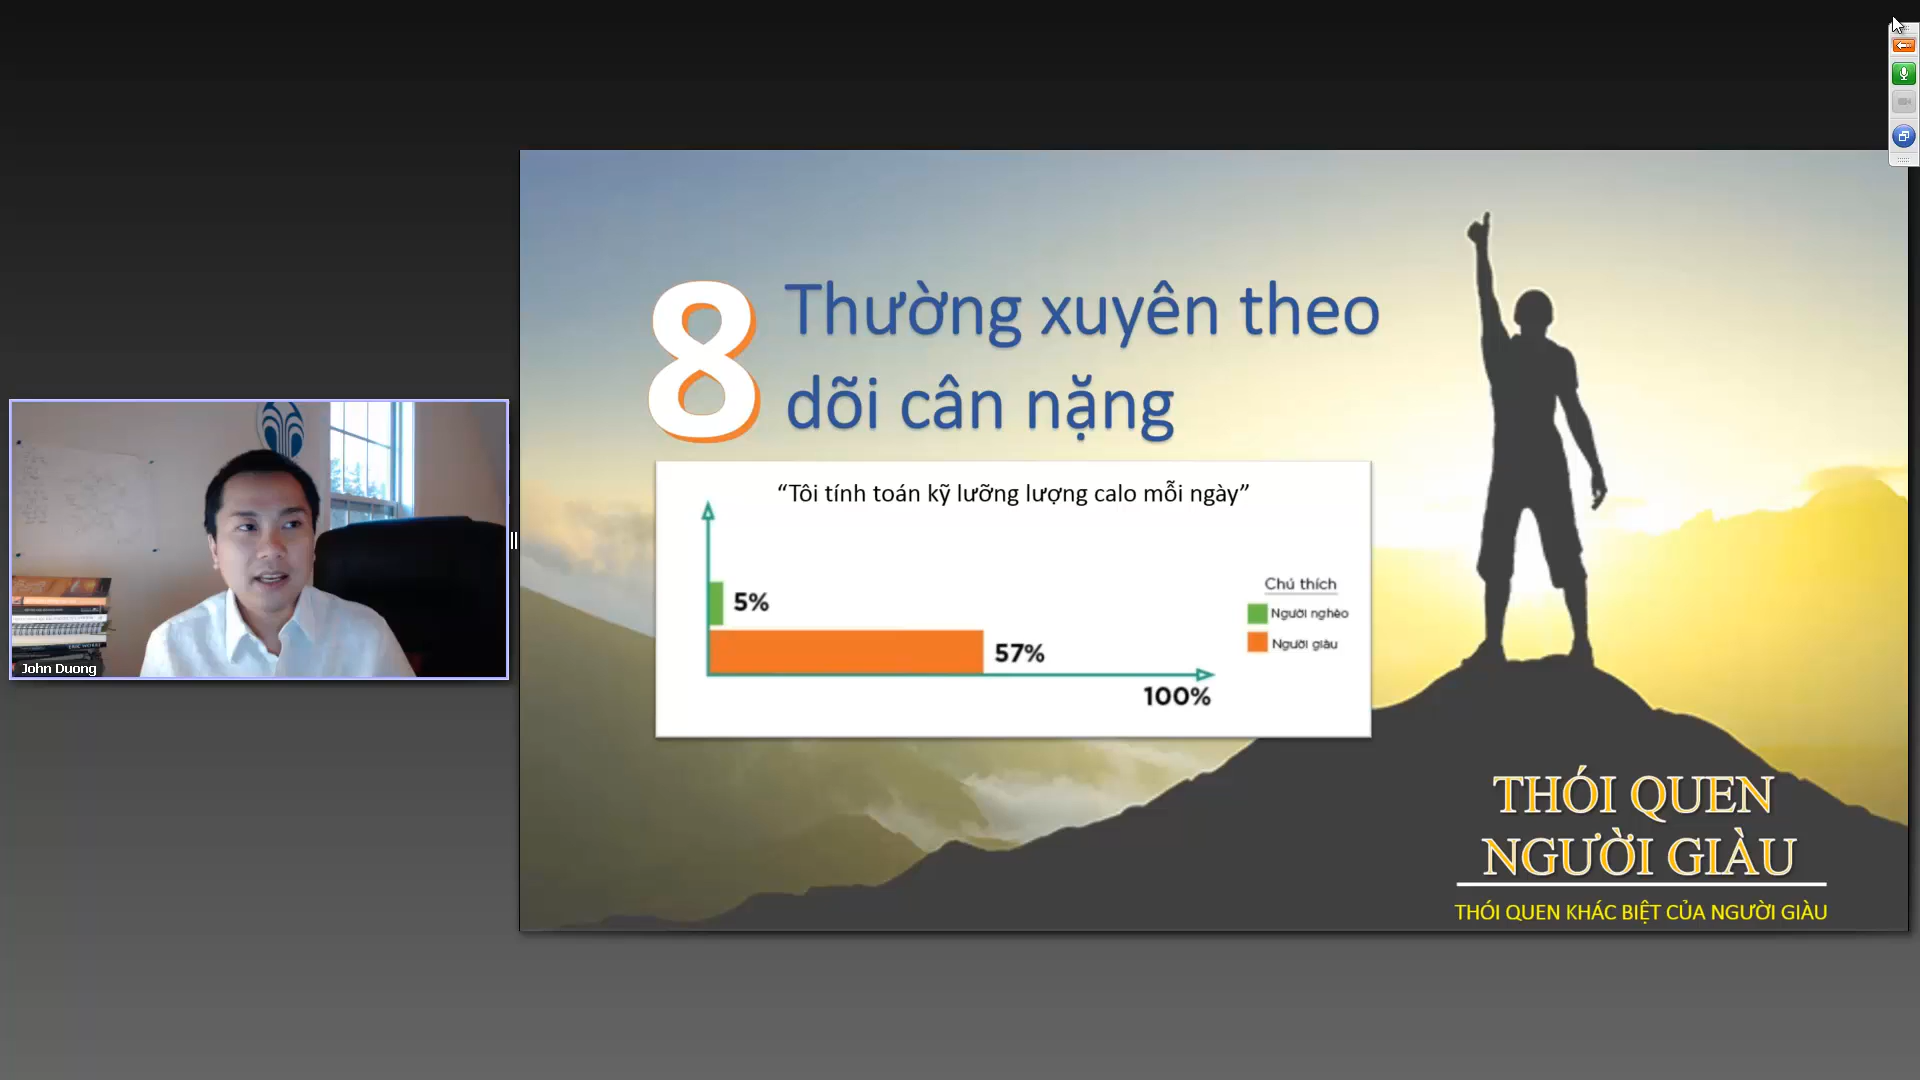 8
Thường xuyên theo
dõi cân nặng
“Tôi tính toán kỹ lưỡng lượng calo mỗi ngày”
5%
57%
100%
Chú thích
Người nghèo
Người giàu
John Duong
THÓI QUEN
NGƯỜI GIÀU
THÓI QUEN KHÁC BIỆT CỦA NGƯỜI GIÀU